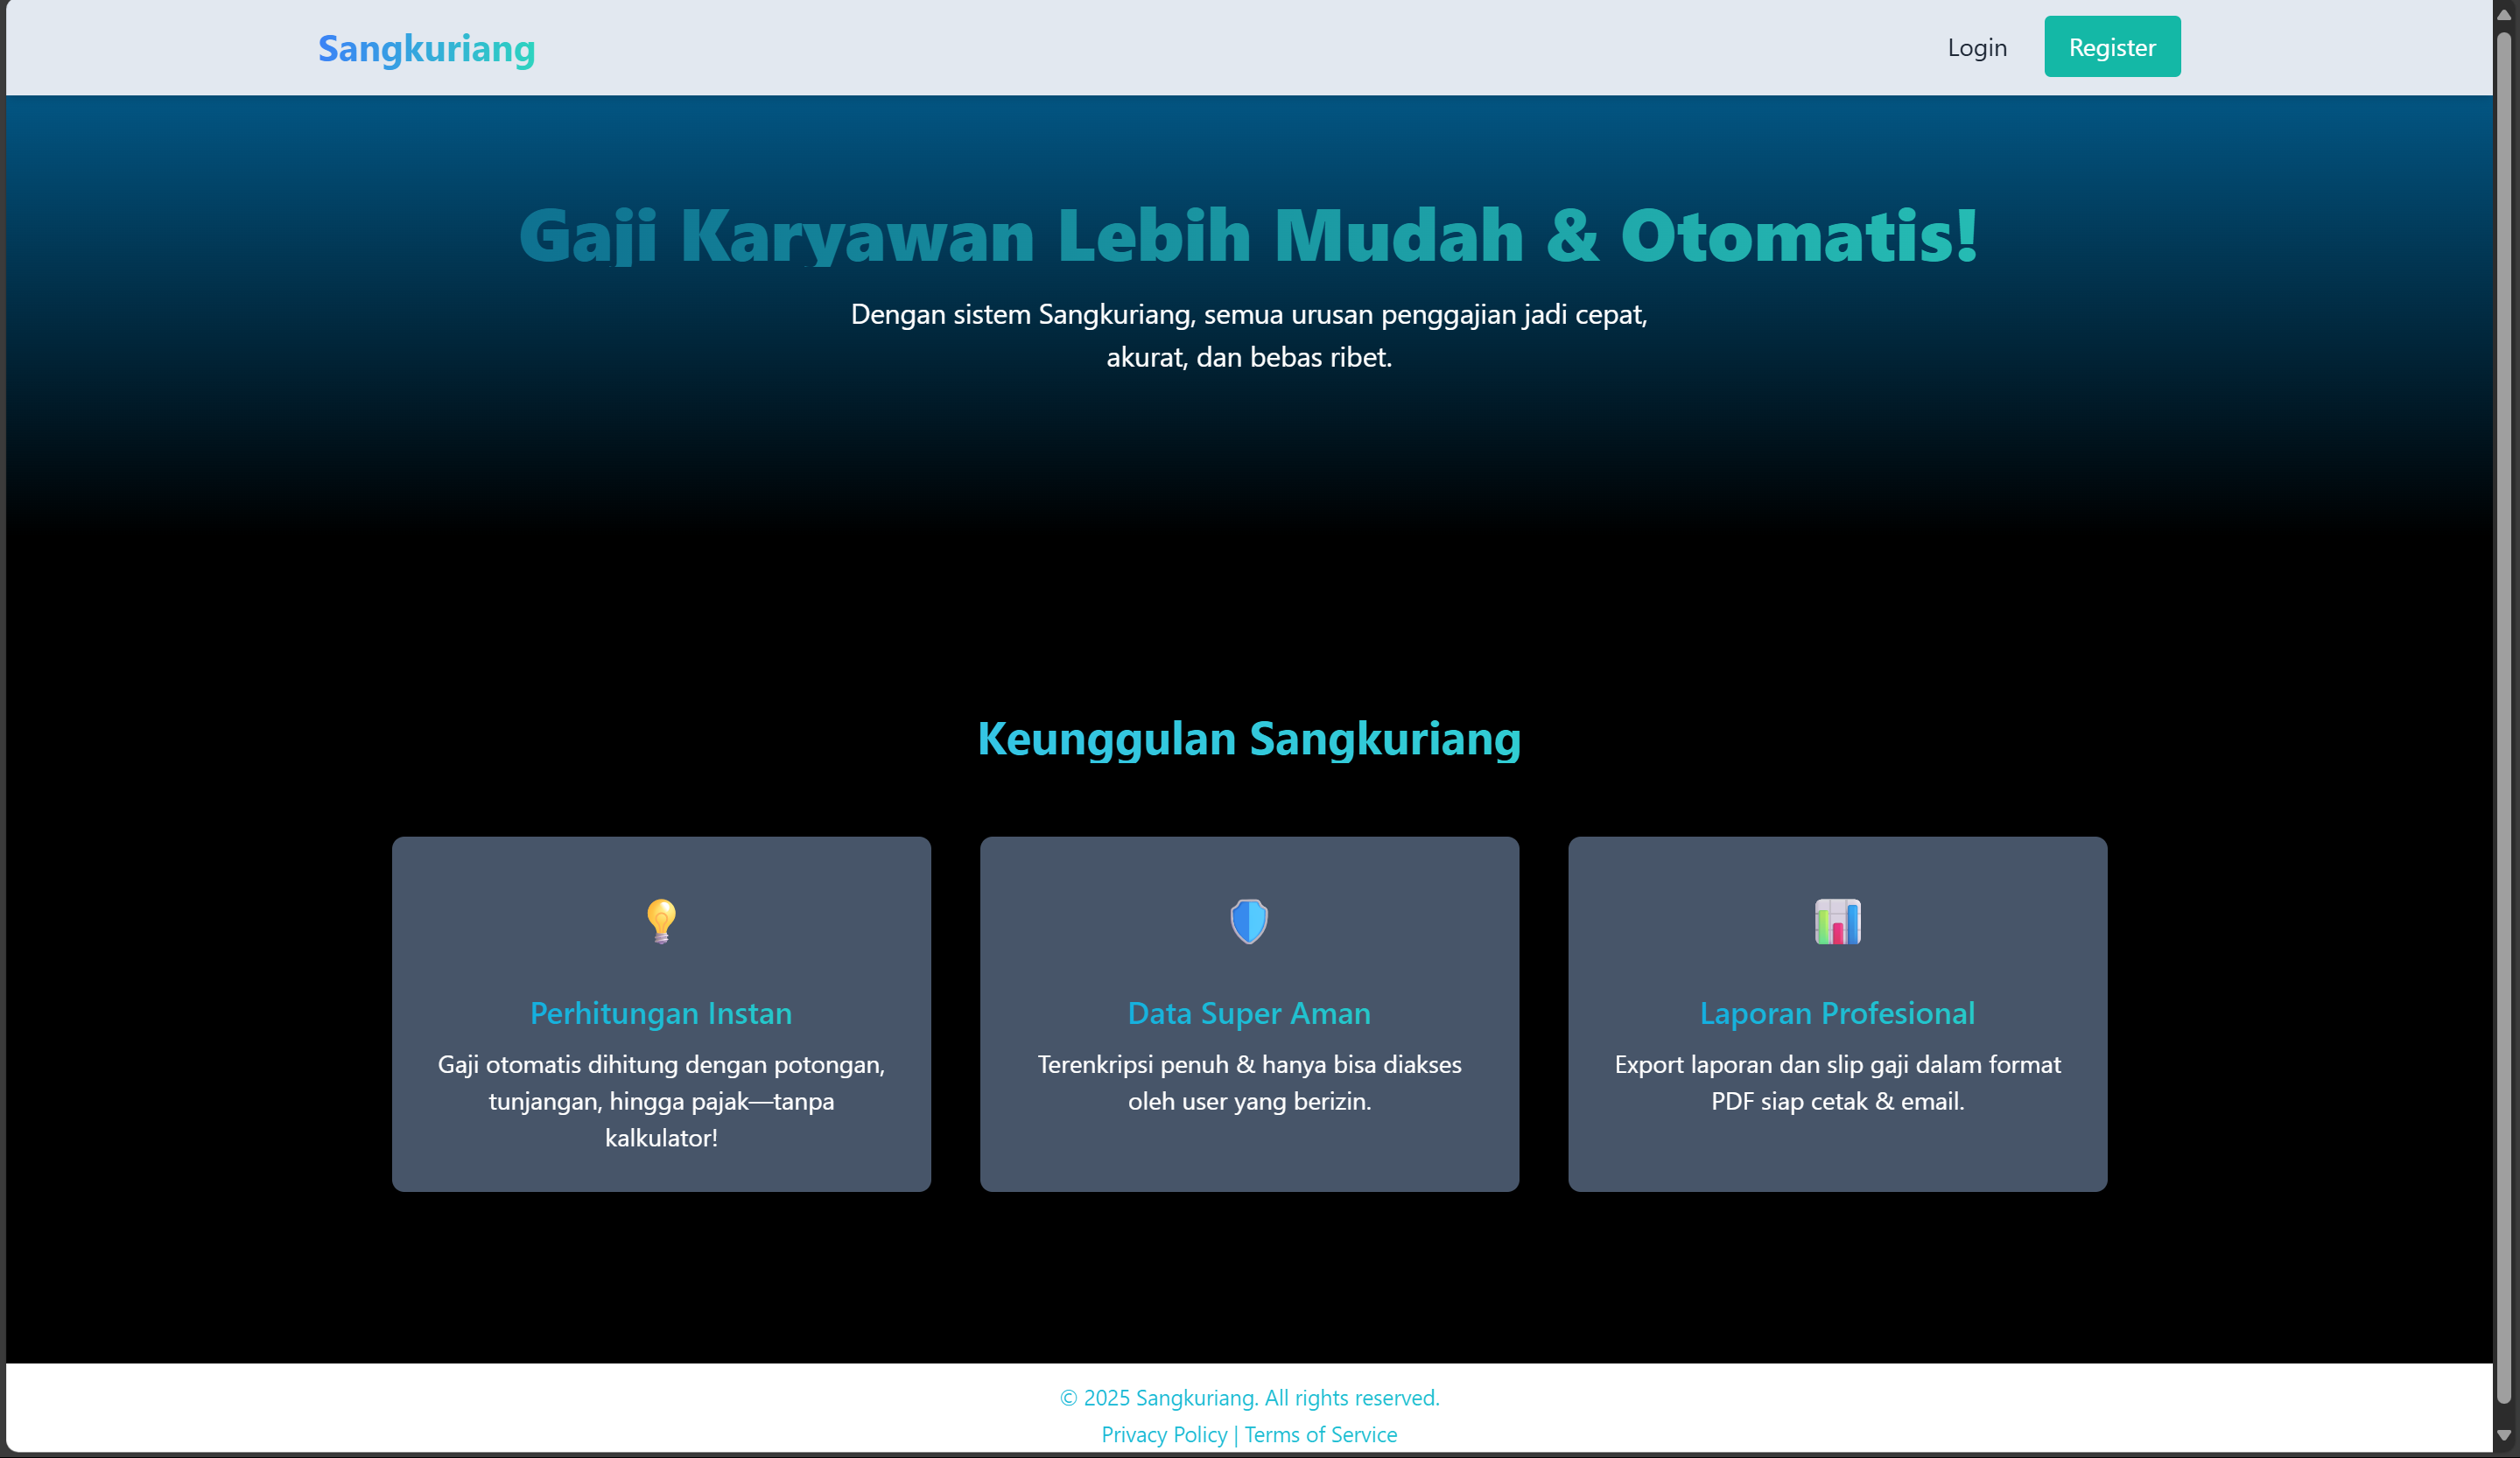 Sangkuriang
Login
Register
Gaji Karyawan Lebih Mudah & Otomatis!
Dengan sistem Sangkuriang, semua urusan penggajian jadi cepat,
akurat, dan bebas ribet.
Keunggulan Sangkuriang
Perhitungan Instan
Gaji otomatis dihitung dengan potongan,
tunjangan, hingga pajak—tanpa
kalkulator!
Data Super Aman
Terenkripsi penuh & hanya bisa diakses
oleh user yang berizin.
Laporan Profesional
Export laporan dan slip gaji dalam format
PDF siap cetak & email.
© 2025 Sangkuriang. All rights reserved.
Privacy Policy | Terms of Service